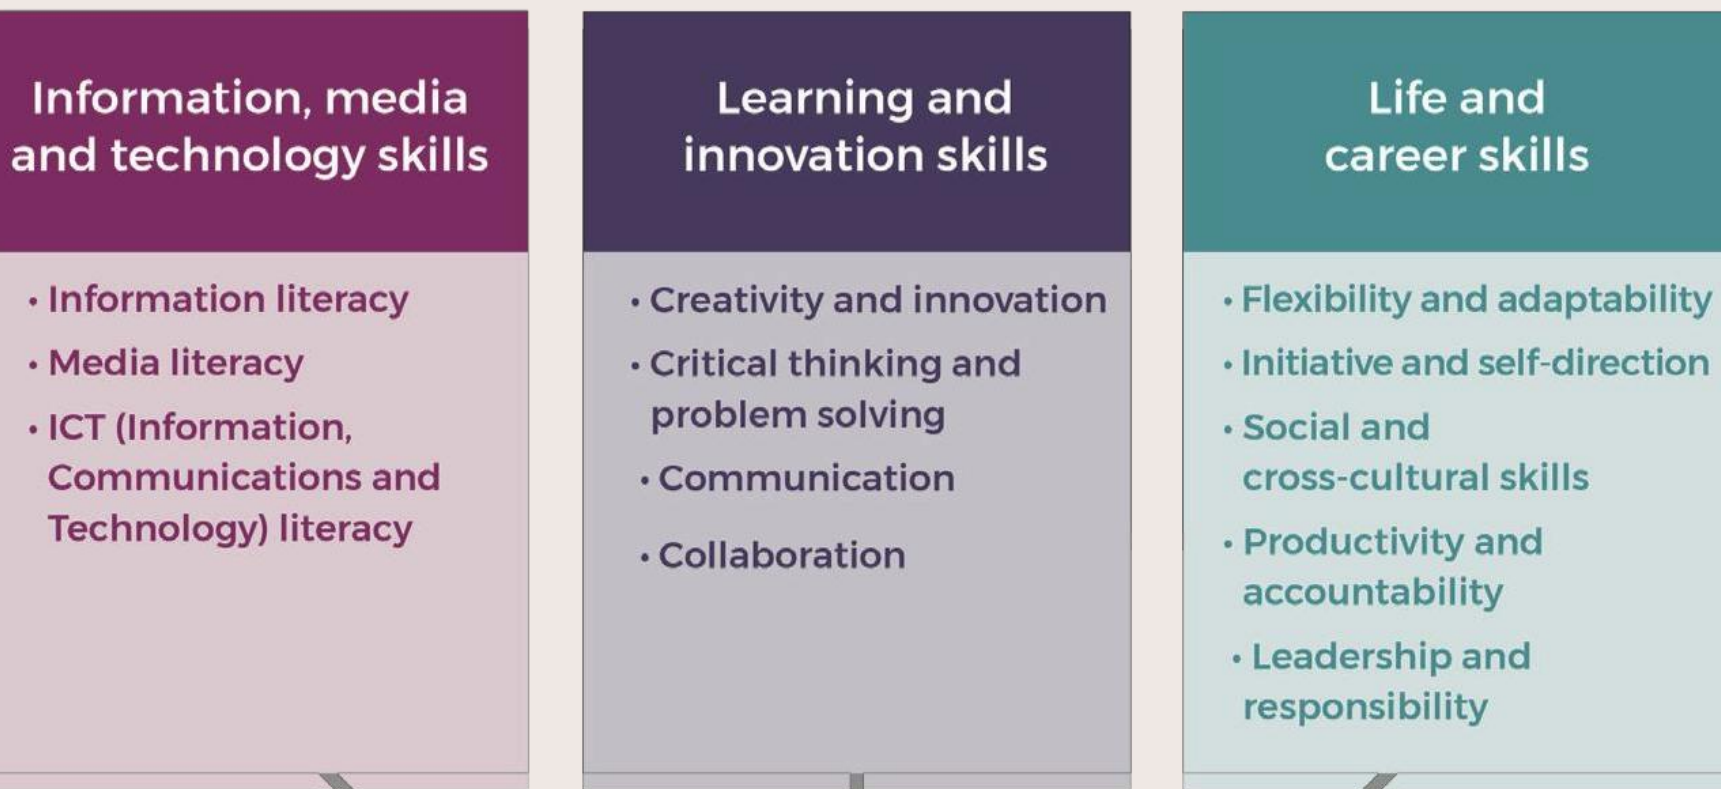 Information, media
and technology skills
• Information literacy
• Media literacy
• ICT (Information,
Communications and
Technology) literacy
Learning and
innovation skills
• Creativity and innovation
• Critical thinking and
problem solving
• Communication
• Collaboration
Life and
career skills
• Flexibility and adaptability
• Initiative and self-direction
• Social and
cross-cultural skills
• Productivity and
accountability
• Leadership and
responsibility